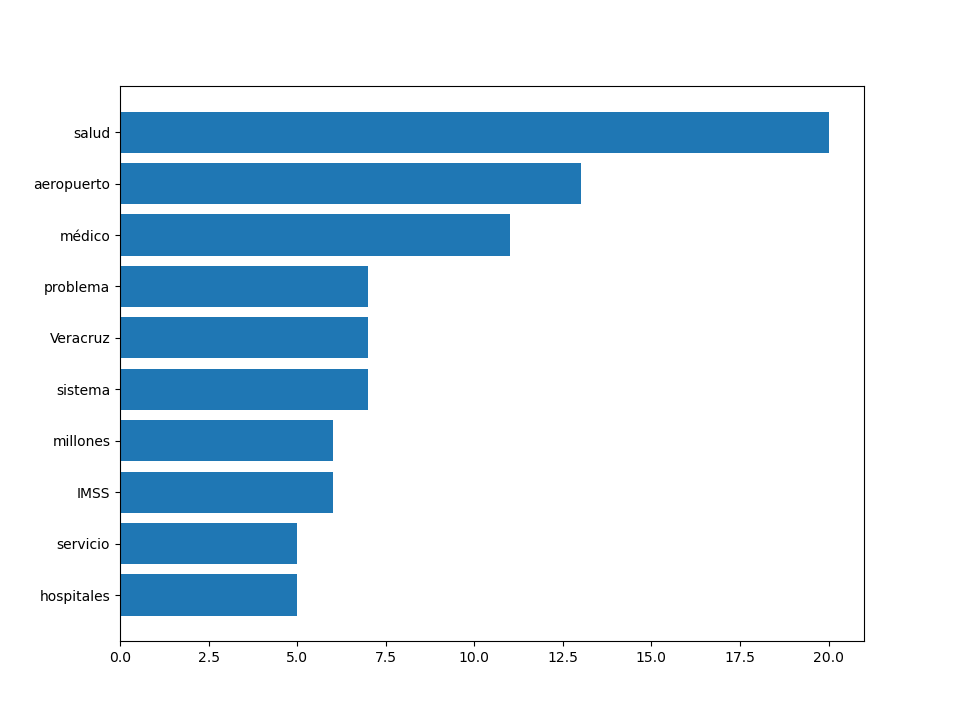 salud
aeropuerto
médico
problema
Veracruz
sistema
millones
IMSS
servicio
hospitales
0.0 2.5 5.0 7.5 10.0 12.5 15.0 17.5 20.0